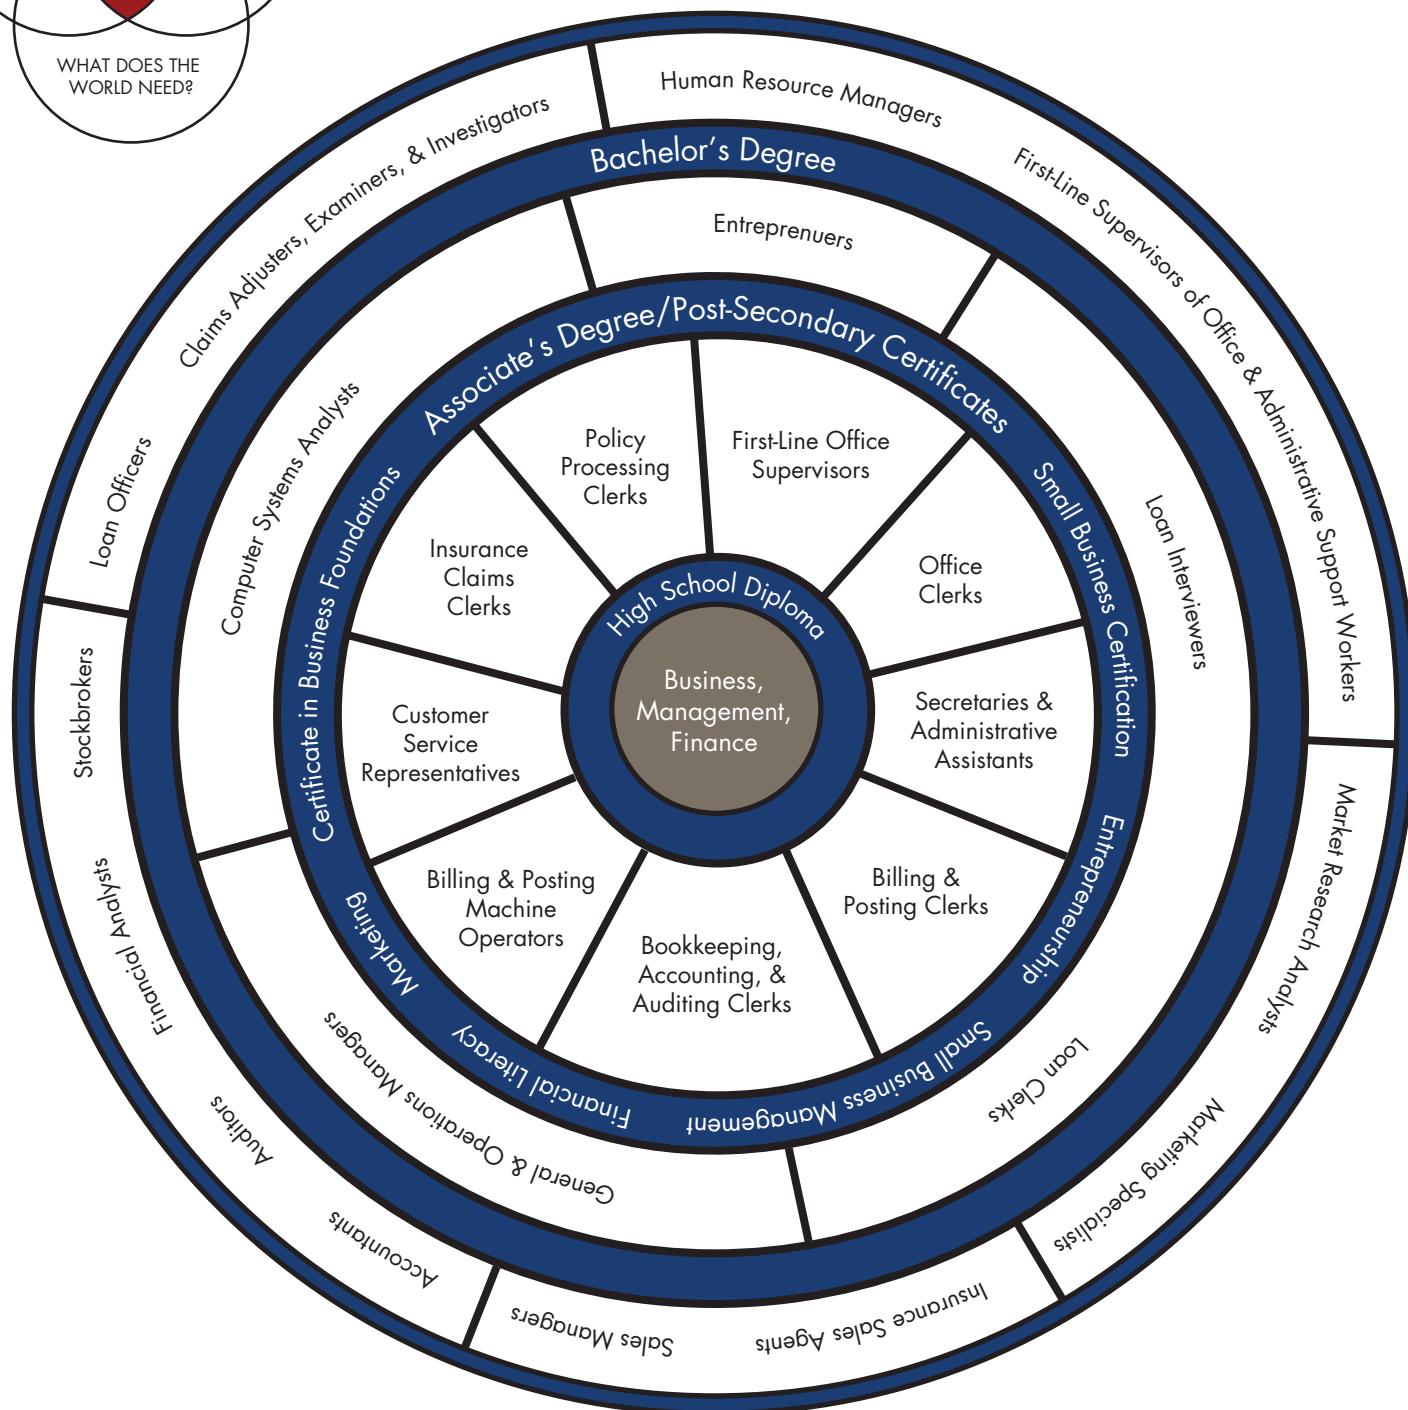 WHAT DOES THE
WORLD NEED?
Human Resource Managers
First-Line Supervisors of Office & Administrative Support Workers
Market Research Analysts
Marketing Specialists
Insurance Sales Agents
Sales Managers
Accountants
Auditors
Financial Analysts
Stockbrokers
Loan Officers
Claims Adjusters, Examiners, & Investigators
Bachelor's Degree
Entreprenuers
Loan Interviewers
Loan Clerks
General & Operations Managers
Computer Systems Analysts
Associate's Degree/Post-Secondary Certificates
Small Business Certification
Entrepreneurship
Small Business Management
Financial Literacy
Marketing
Certificate in Business Foundations
Policy
Processing
Clerks
First-Line Office
Supervisors
Office
Clerks
Secretaries &
Administrative
Assistants
Billing &
Posting Clerks
Bookkeeping,
Accounting, &
Auditing Clerks
Billing & Posting
Machine
Operators
Customer
Service
Representatives
Insurance
Claims
Clerks
High School Diploma
Business,
Management,
Finance